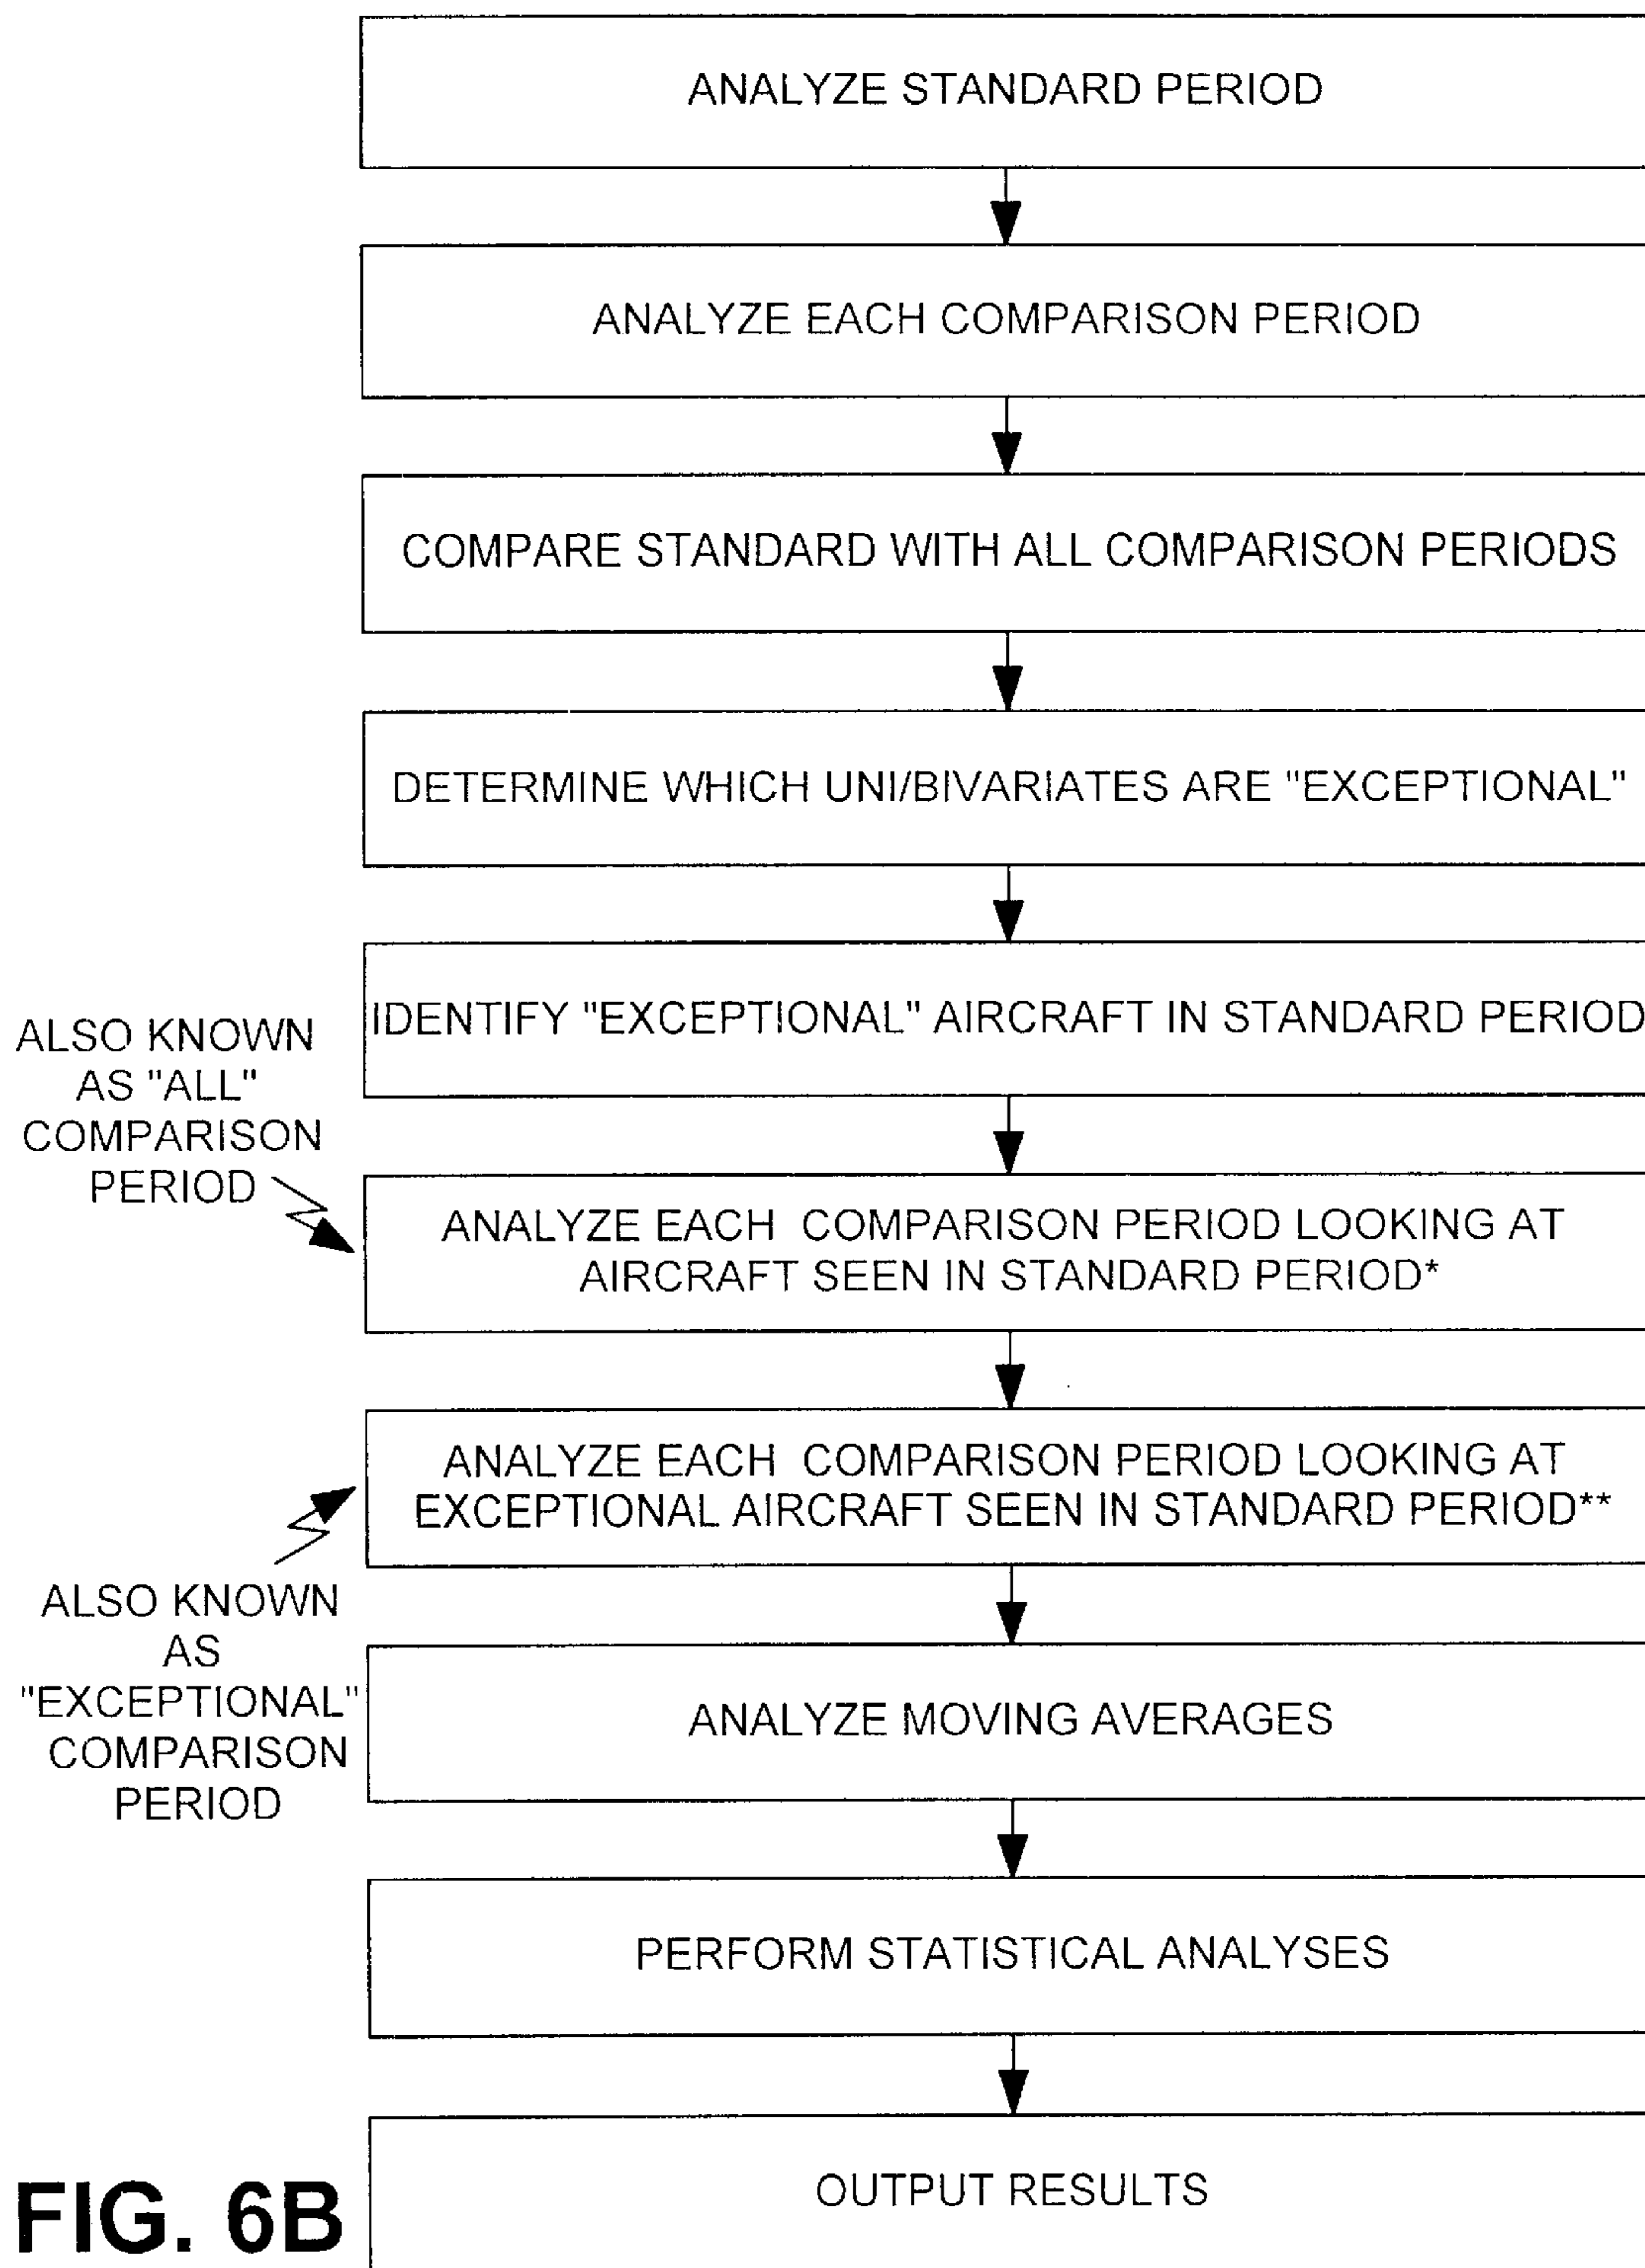 ANALYZE STANDARD PERIOD
ANALYZE EACH COMPARISON PERIOD
COMPARE STANDARD WITH ALL COMPARISON PERIODS
DETERMINE WHICH UNI/BIVARIATES ARE "EXCEPTIONAL"
IDENTIFY "EXCEPTIONAL" AIRCRAFT IN STANDARD PERIOD
ALSO KNOWN
AS "ALL"
COMPARISON
PERIOD
ANALYZE EACH COMPARISON PERIOD LOOKING AT
AIRCRAFT SEEN IN STANDARD PERIOD*
ANALYZE EACH COMPARISON PERIOD LOOKING AT
EXCEPTIONAL AIRCRAFT SEEN IN STANDARD PERIOD**
ALSO KNOWN
AS
"EXCEPTIONAL"
COMPARISON
PERIOD
ANALYZE MOVING AVERAGES
PERFORM STATISTICAL ANALYSES
OUTPUT RESULTS
FIG. 6B